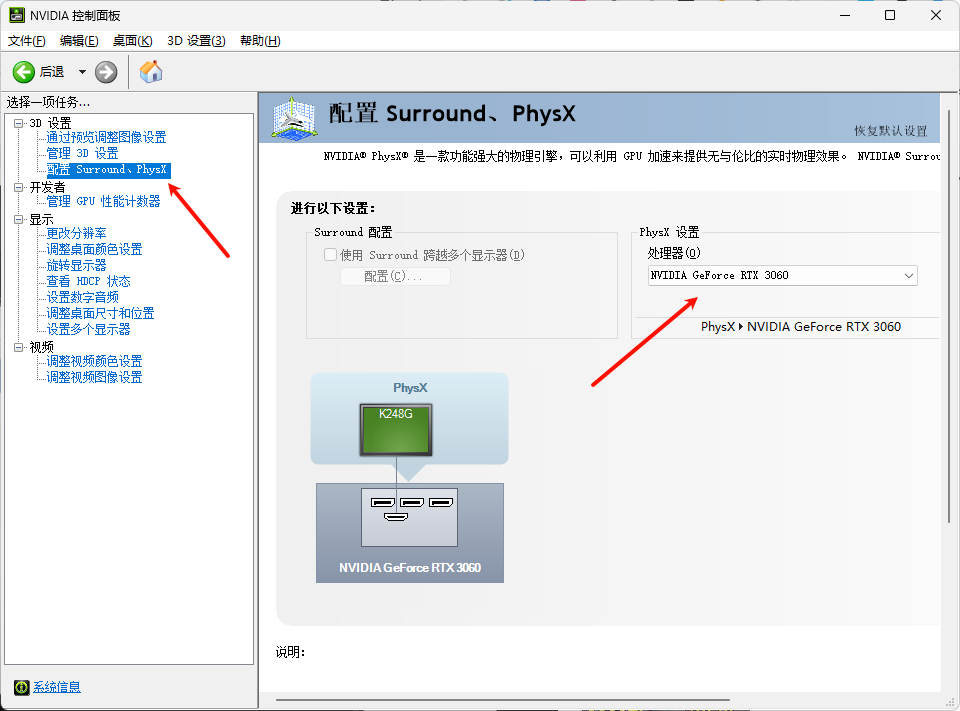 NVIDIA 控制面板
文件(F) 编辑(E) 桌面(K) 3D 设置(3) 帮助(H)
后退
选择一项任务...
3D 设置
通过预览调整图像设置
管理 3D 设置
配置 Surround、PhysX
开发者
管理 GPU 性能计数器
显示
更改分辨率
调整桌面颜色设置
旋转显示器
查看 HDCP 状态
设置数字音频
调整桌面尺寸和位置
设置多个显示器
视频
调整视频颜色设置
调整视频图像设置
系统信息
配置 Surround、PhysX
恢复默认设置
NVIDIA® PhysX® 是一款功能强大的物理引擎，可以利用 GPU 加速来提供无与伦比的实时物理效果。 NVIDIA® Surrou
进行以下设置:
Surround 配置
使用 Surround 跨越多个显示器(D)
配置(C)...
PhysX 设置
处理器(O)
NVIDIA GeForce RTX 3060
PhysX NVIDIA GeForce RTX 3060
PhysX
K248G
NVIDIA GeForce RTX 3060
说明: